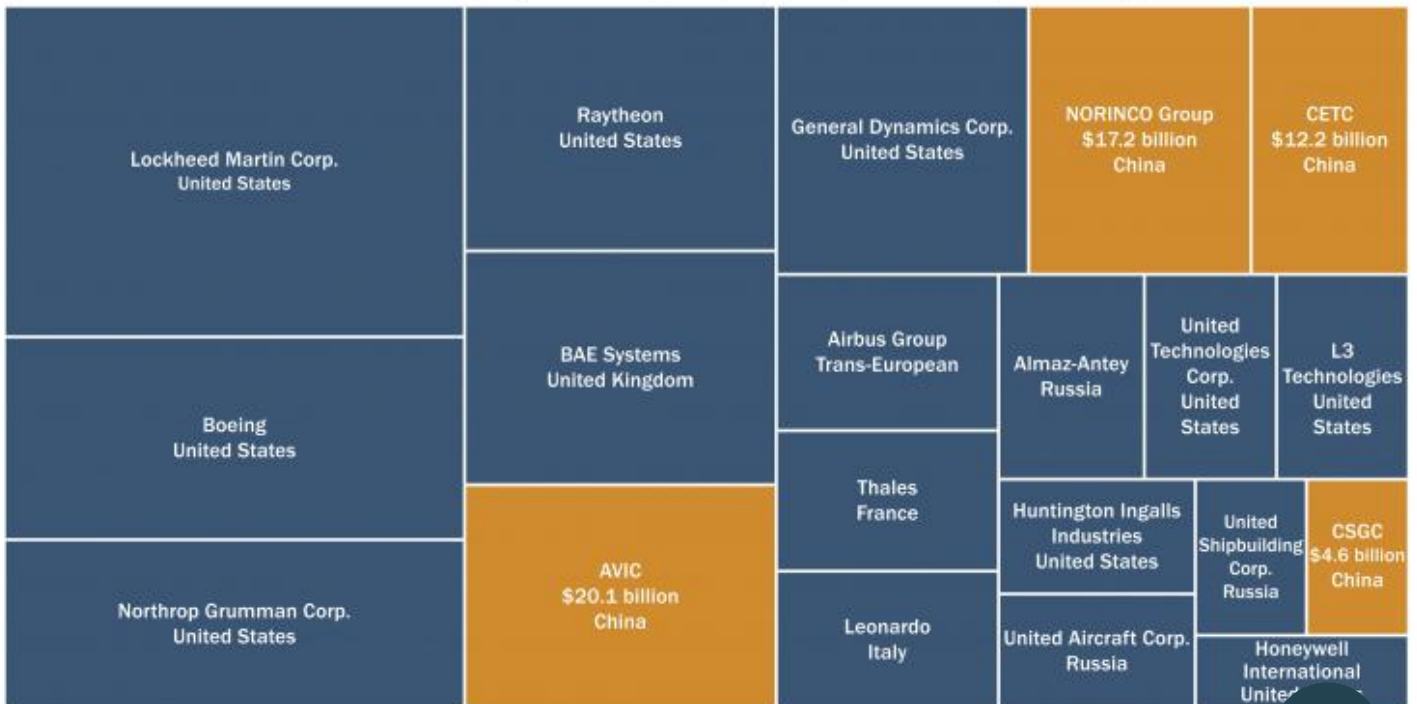 Lockheed Martin Corp.
United States
Boeing
United States
Northrop Grumman Corp.
United States
Raytheon
United States
BAE Systems
United Kingdom
AVIC
$20.1 billion
China
General Dynamics Corp.
United States
NORINCO Group
$17.2 billion
China
CETC
$12.2 billion
China
Airbus Group
Trans-European
Thales
France
Leonardo
Italy
Almaz-Antey
Russia
United
Technologies
Corp.
United
States
L3
Technologies
United
States
Huntington Ingalls
Industries
United States
United Aircraft Corp.
Russia
United
Shipbuilding
Corp.
Russia
CSGC
$4.6 billion
China
Honeywell
International